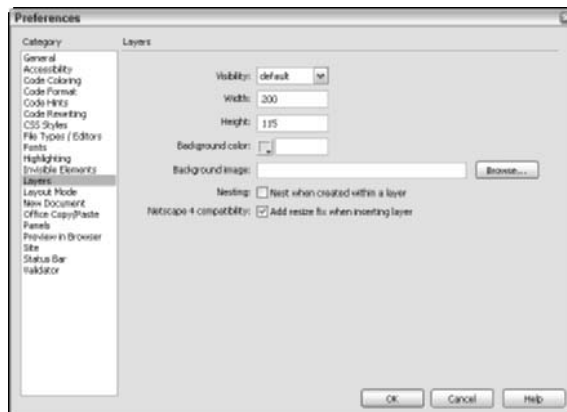 Preferences
Category
Layers
General
Accessibility
Code Coloring
Code Format
Code Hints
Code Rewriting
CSS Styles
File Types / Editors
Fonts
Highlighting
Invisible Elements
Layers
Layout Mode
New Document
Office Copy/Paste
Panels
Preview in Browser
Site
Status Bar
Validator
Visibility: default
Width: 200
Height: 115
Background color:
Background image: Browse...
Nesting: Nest when created within a layer
Netscape 4 compatibility: Add resize fix when inserting layer
OK Cancel Help